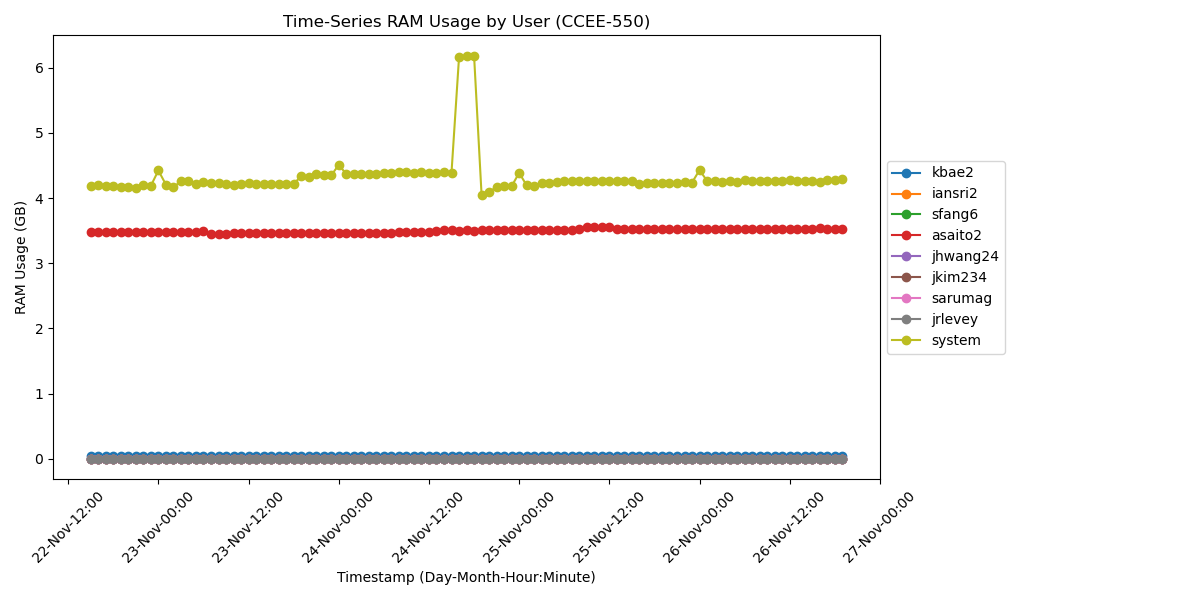 Time-Series RAM Usage by User (CCEE-550)
RAM Usage (GB)
6
5
4
3
2
1
0
22-Nov-12:00
23-Nov-00:00
23-Nov-12:00
24-Nov-00:00
24-Nov-12:00
25-Nov-00:00
25-Nov-12:00
26-Nov-00:00
26-Nov-12:00
27-Nov-00:00
Timestamp (Day-Month-Hour:Minute)
kbae2
iansri2
sfang6
asaito2
jhwang24
jkim234
sarumag
jrlevey
system